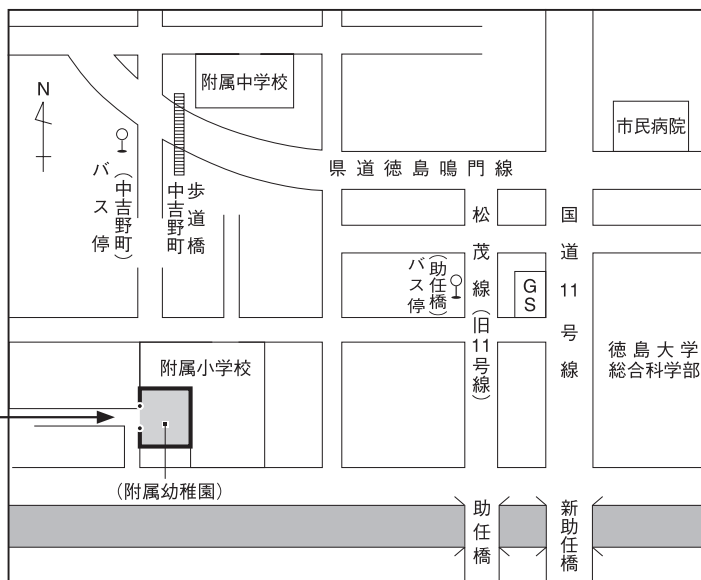 附属中学校
N
市民病院
県道徳島鳴門線
バス停
（中吉野町）
中吉野町
歩道橋
松茂線（旧11号線）
国道11号線
バス停
（助任橋）
GS
徳島大学
総合科学部
附属小学校
（附属幼稚園）
助任橋
新助任橋